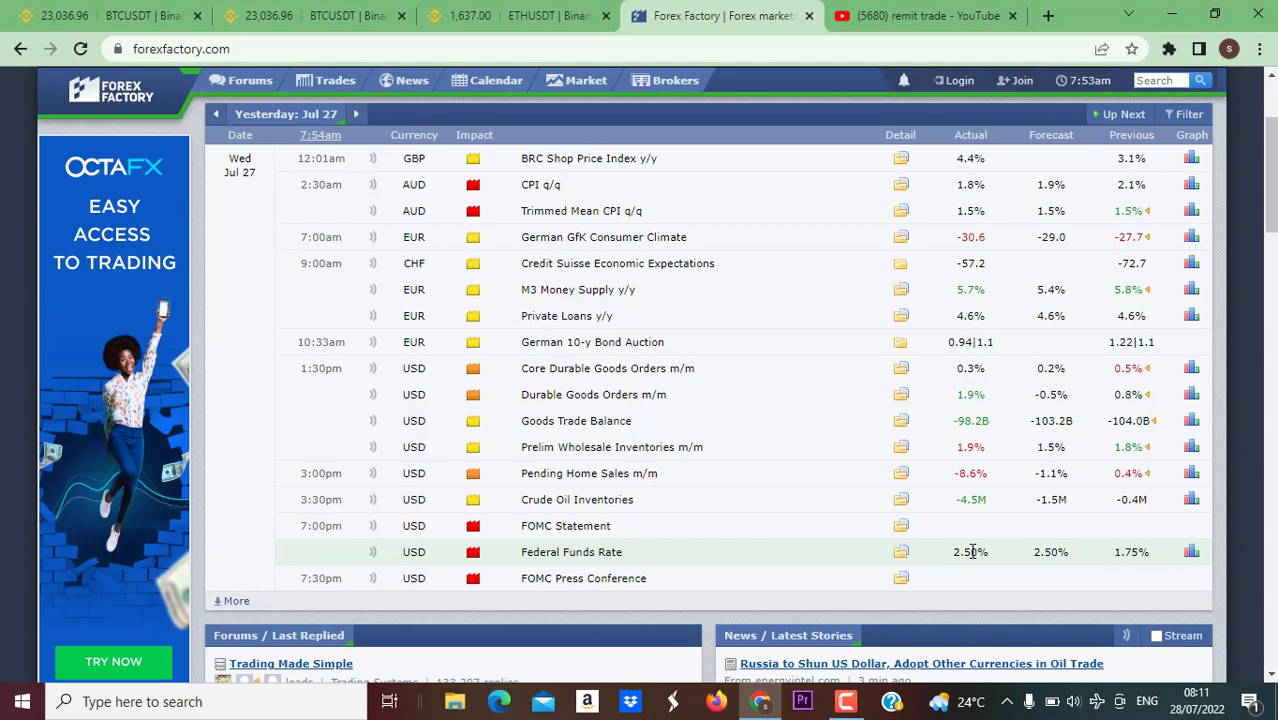 23,036.96 BTCUSDT | Binan
23,036.96 BTCUSDT | Binan
1,637.00 ETHUSDT | Binan
Forex Factory | Forex markets
(5680) remit trade - YouTube
forexfactory.com
S
FOREX FACTORY
Forums
Trades
News
Calendar
Market
Brokers
Login
Join
7:53am
Search
Yesterday: Jul 27
Up Next
Filter
Date 7:54am Currency Impact Detail Actual Forecast Previous Graph
Wed Jul 27 12:01am GBP BRC Shop Price Index y/y 4.4% 3.1%
2:30am AUD CPI q/q 1.8% 1.9% 2.1%
AUD Trimmed Mean CPI q/q 1.5% 1.5% 1.5%
7:00am EUR German GfK Consumer Climate -30.6 -29.0 -27.7
9:00am CHF Credit Suisse Economic Expectations -57.2 -72.7
EUR M3 Money Supply y/y 5.7% 5.4% 5.8%
EUR Private Loans y/y 4.6% 4.6% 4.6%
10:33am EUR German 10-y Bond Auction 0.94|1.1 1.22|1.1
1:30pm USD Core Durable Goods Orders m/m 0.3% 0.2% 0.5%
USD Durable Goods Orders m/m 1.9% -0.5% 0.8%
USD Goods Trade Balance -98.2B -103.2B -104.0B
USD Prelim Wholesale Inventories m/m 1.9% 1.5% 1.8%
3:00pm USD Pending Home Sales m/m -8.6% -1.1% 0.4%
3:30pm USD Crude Oil Inventories -4.5M -1.5M -0.4M
7:00pm USD FOMC Statement
USD Federal Funds Rate 2.50% 2.50% 1.75%
7:30pm USD FOMC Press Conference
More
OCTAFX
EASY
ACCESS
TO TRADING
TRY NOW
Forums / Last Replied
Trading Made Simple
News / Latest Stories
Stream
Russia to Shun US Dollar, Adopt Other Currencies in Oil Trade
From energyintel.com | 3 min ago
Type here to search
24°C
ENG
08:11
28/07/2022